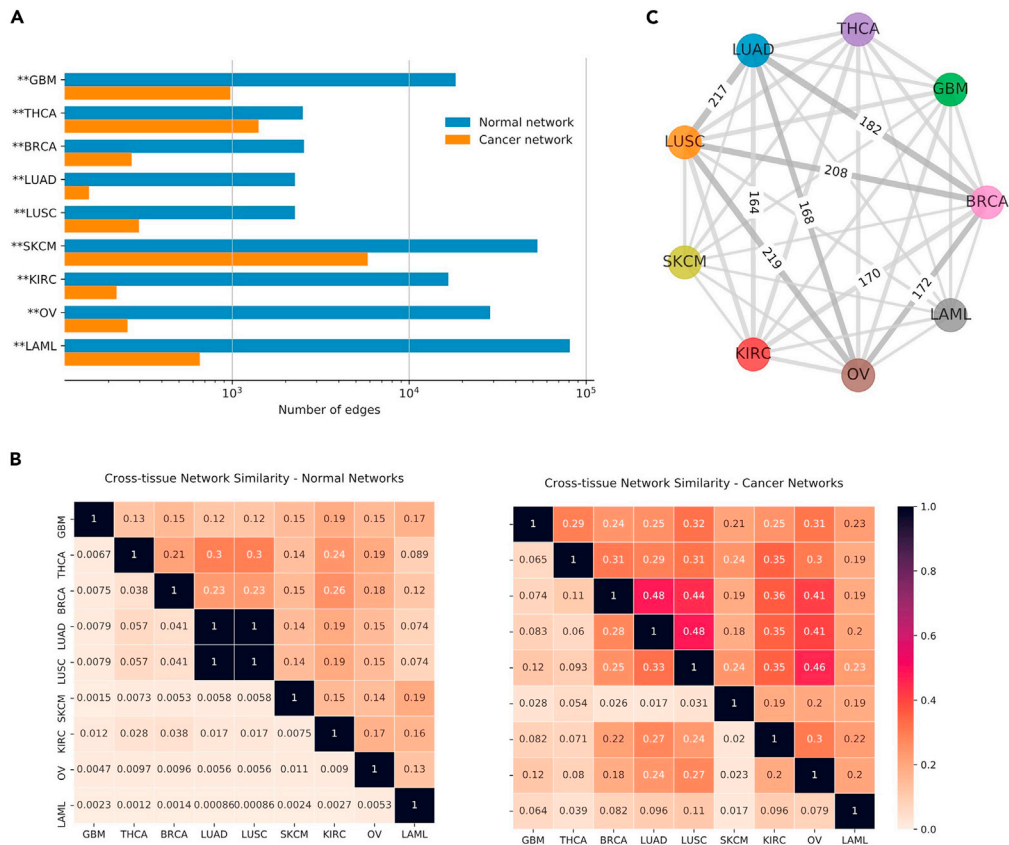 A
**GBM
**THCA
**BRCA
**LUAD
**LUSC
**SKCM
**KIRC
**OV
**LAML
Normal network
Cancer network
10³ 10⁴ 10⁵
Number of edges
C
THCA
LUAD
GBM
217
182
LUSC
208
BRCA
164
168
219
SKCM
170
172
LAML
KIRC
OV
B
Cross-tissue Network Similarity - Normal Networks
GBM 1 0.13 0.15 0.12 0.12 0.15 0.19 0.15 0.17
THCA 0.0067 1 0.21 0.3 0.3 0.14 0.24 0.19 0.089
BRCA 0.0075 0.038 1 0.23 0.23 0.15 0.26 0.18 0.12
LUAD 0.0079 0.057 0.041 1 1 0.14 0.19 0.15 0.074
LUSC 0.0079 0.057 0.041 1 1 0.14 0.19 0.15 0.074
SKCM 0.0015 0.0073 0.0053 0.0058 0.0058 1 0.15 0.14 0.19
KIRC 0.012 0.028 0.038 0.017 0.017 0.0075 1 0.17 0.16
OV 0.0047 0.0097 0.0096 0.0056 0.0056 0.011 0.009 1 0.13
LAML 0.0023 0.0012 0.0014 0.00086 0.00086 0.0024 0.0027 0.0053 1
GBM THCA BRCA LUAD LUSC SKCM KIRC OV LAML
Cross-tissue Network Similarity - Cancer Networks
1 0.29 0.24 0.25 0.32 0.21 0.25 0.31 0.23
0.065 1 0.31 0.29 0.31 0.24 0.35 0.3 0.19
0.074 0.11 1 0.48 0.44 0.19 0.36 0.41 0.19
0.083 0.06 0.28 1 0.48 0.18 0.35 0.41 0.2
0.12 0.093 0.25 0.33 1 0.24 0.35 0.46 0.23
0.028 0.054 0.026 0.017 0.031 1 0.19 0.2 0.19
0.082 0.071 0.22 0.27 0.24 0.02 1 0.3 0.22
0.12 0.08 0.18 0.24 0.27 0.023 0.2 1 0.2
0.064 0.039 0.082 0.096 0.11 0.017 0.096 0.079 1
GBM THCA BRCA LUAD LUSC SKCM KIRC OV LAML
1.0
0.8
0.6
0.4
0.2
0.0